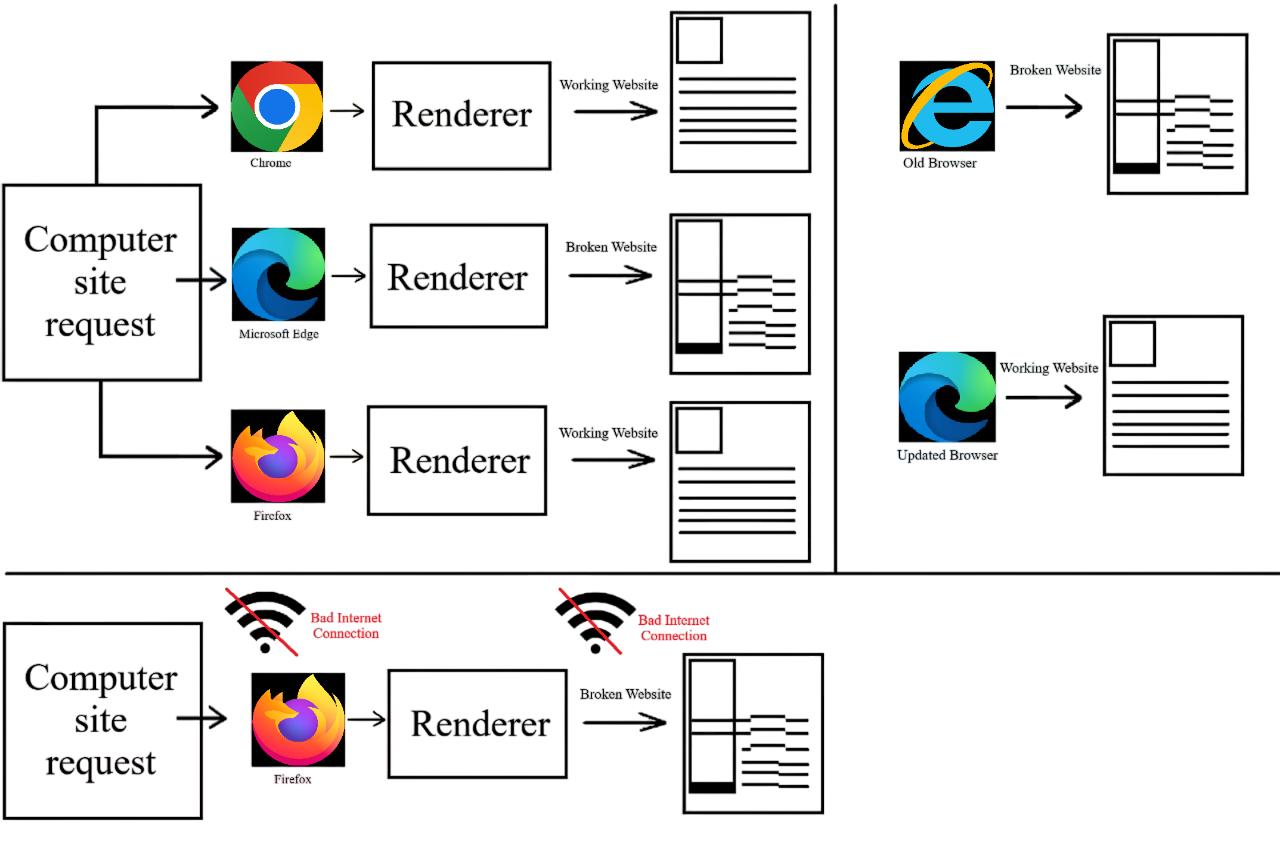 Computer
site
request
Chrome
Renderer
Working Website
Microsoft Edge
Renderer
Broken Website
Firefox
Renderer
Working Website
Old Browser
Broken Website
Updated Browser
Working Website
Computer
site
request
Bad Internet
Connection
Firefox
Renderer
Bad Internet
Connection
Broken Website